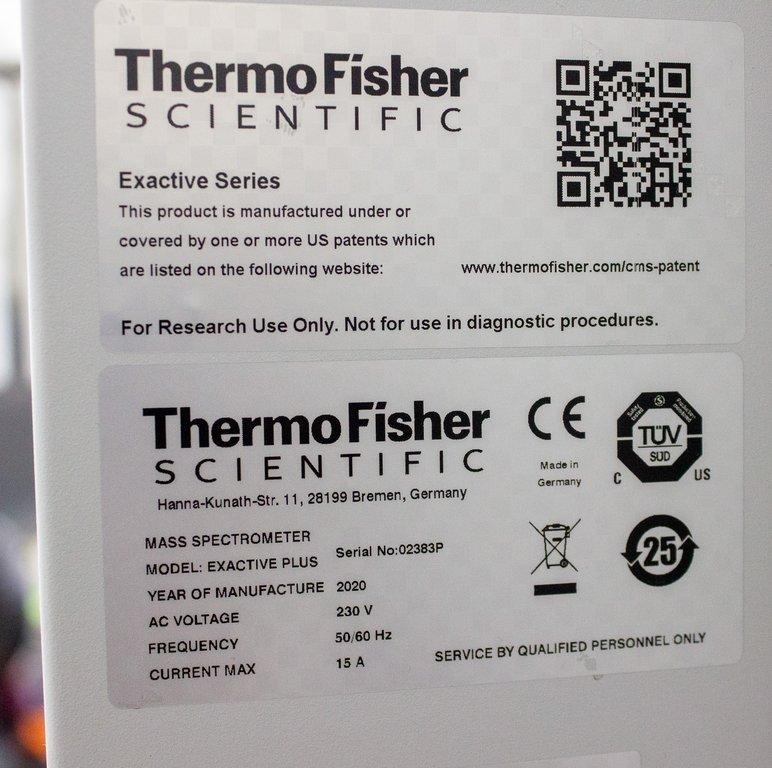 ThermoFisher
SCIENTIFIC
Exactive Series
This product is manufactured under or
covered by one or more US patents which
are listed on the following website: www.thermofisher.com/cms-patent
For Research Use Only. Not for use in diagnostic procedures.
ThermoFisher
SCIENTIFIC
Hanna-Kunath-Str. 11, 28199 Bremen, Germany
CE
Made in
Germany
TÜV
SÜD
C US
MASS SPECTROMETER
MODEL: EXACTIVE PLUS Serial No:02383P
YEAR OF MANUFACTURE 2020
AC VOLTAGE 230 V
FREQUENCY 50/60 Hz
CURRENT MAX 15 A
25
SERVICE BY QUALIFIED PERSONNEL ONLY